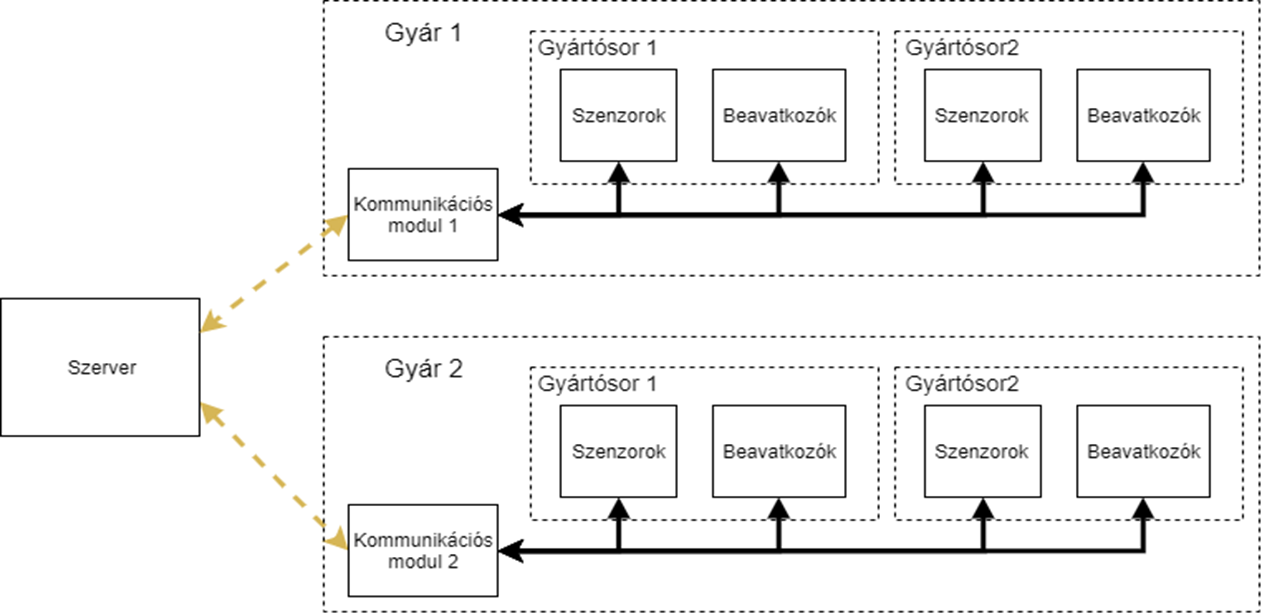 Gyár 1
Gyártósor 1
Gyártósor2
Szenzorok
Beavatkozók
Szenzorok
Beavatkozók
Kommunikációs
modul 1
Szerver
Gyár 2
Gyártósor 1
Gyártósor2
Szenzorok
Beavatkozók
Szenzorok
Beavatkozók
Kommunikációs
modul 2